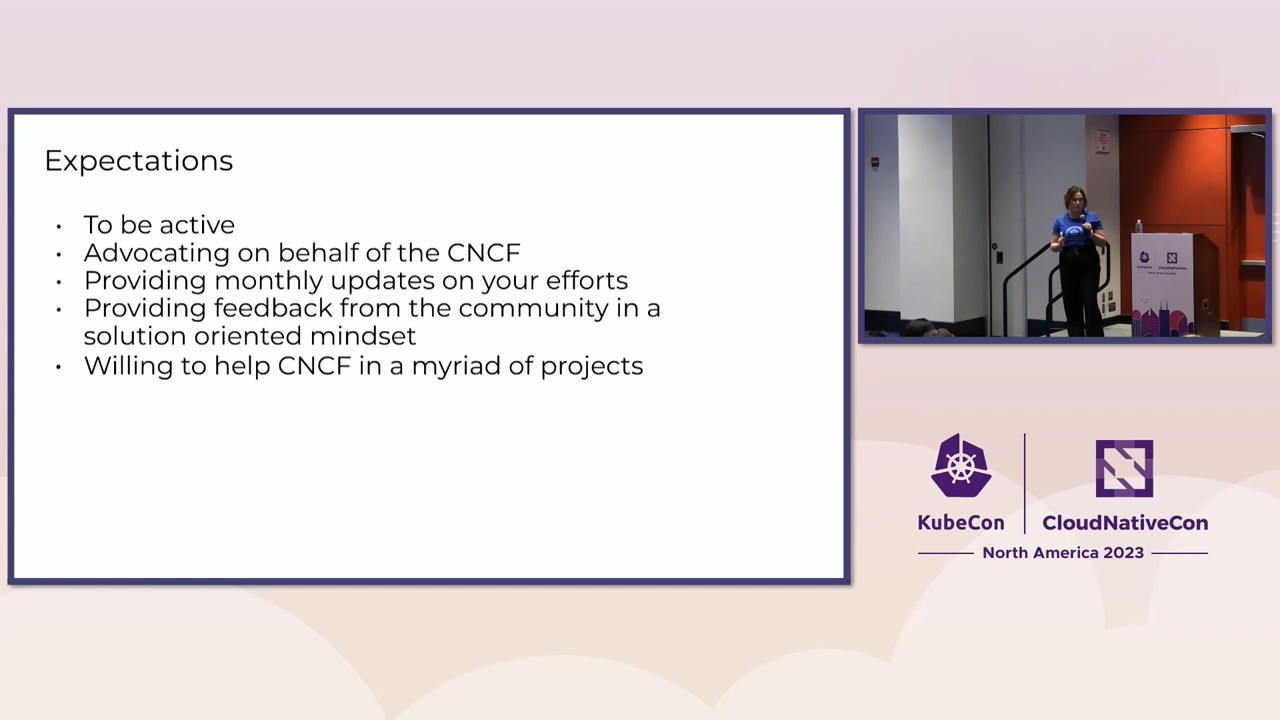 Expectations
• To be active
• Advocating on behalf of the CNCF
• Providing monthly updates on your efforts
• Providing feedback from the community in a
solution oriented mindset
• Willing to help CNCF in a myriad of projects
KubeCon
CloudNativeCon
North America 2023
KubeCon
CloudNativeCon